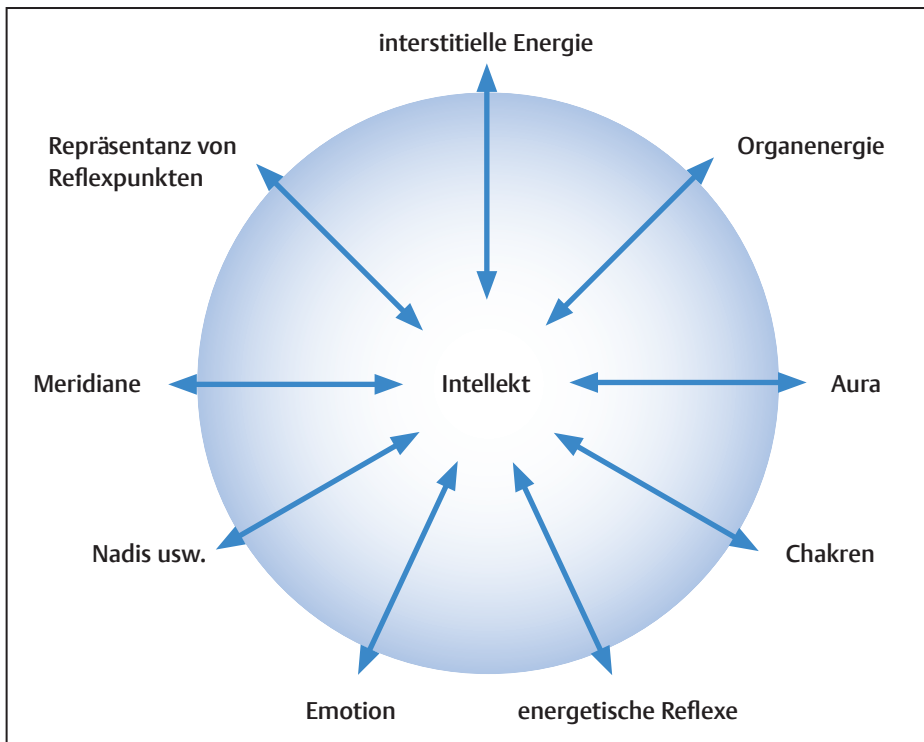 interstitielle Energie
Repräsentanz von
Reflexpunkten
Organenergie
Meridiane
Intellekt
Aura
Nadis usw.
Chakren
Emotion
energetische Reflexe